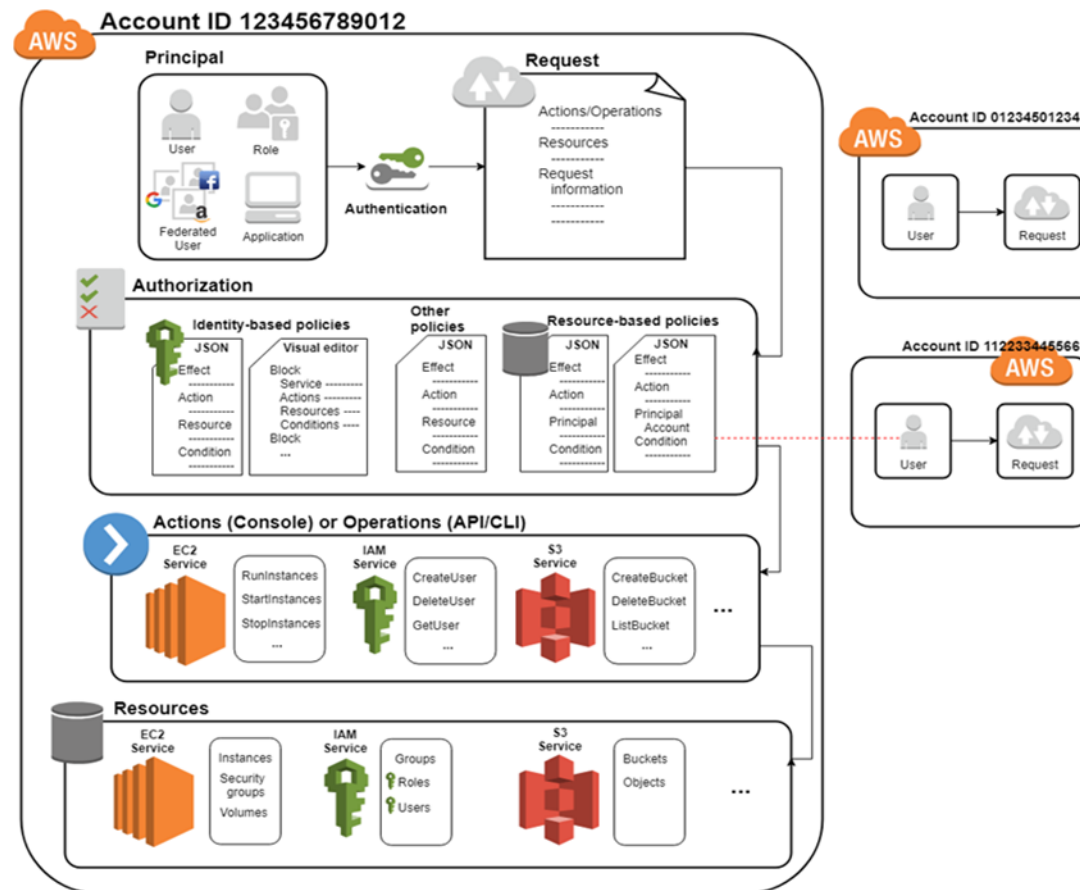 AWS
Account ID 123456789012
Principal
User
Role
Federated
User
Application
G
f
a
Authentication
Request
Actions/Operations
-----------
Resources
-----------
Request
information
-----------
-----------
AWS
Account ID 01234501234
User
Request
Account ID 112233445566
AWS
User
Request
Authorization
Identity-based policies
JSON
Effect
-----------
Action
-----------
Resource
-----------
Condition
-----------
Visual editor
Block
Service ---------
Actions ---------
Resources ----
Conditions ----
Block
...
Other
policies
JSON
Effect
-----------
Action
-----------
Resource
-----------
Condition
-----------
Resource-based policies
JSON
Effect
-----------
Action
-----------
Principal
-----------
Condition
-----------
JSON
Effect
-----------
Action
-----------
Principal
Account
Condition
-----------
Actions (Console) or Operations (API/CLI)
EC2
Service
RunInstances
StartInstances
StopInstances
...
IAM
Service
CreateUser
DeleteUser
GetUser
...
S3
Service
CreateBucket
DeleteBucket
ListBucket
...
...
Resources
EC2
Service
Instances
Security
groups
Volumes
IAM
Service
Groups
Roles
Users
S3
Service
Buckets
Objects
...